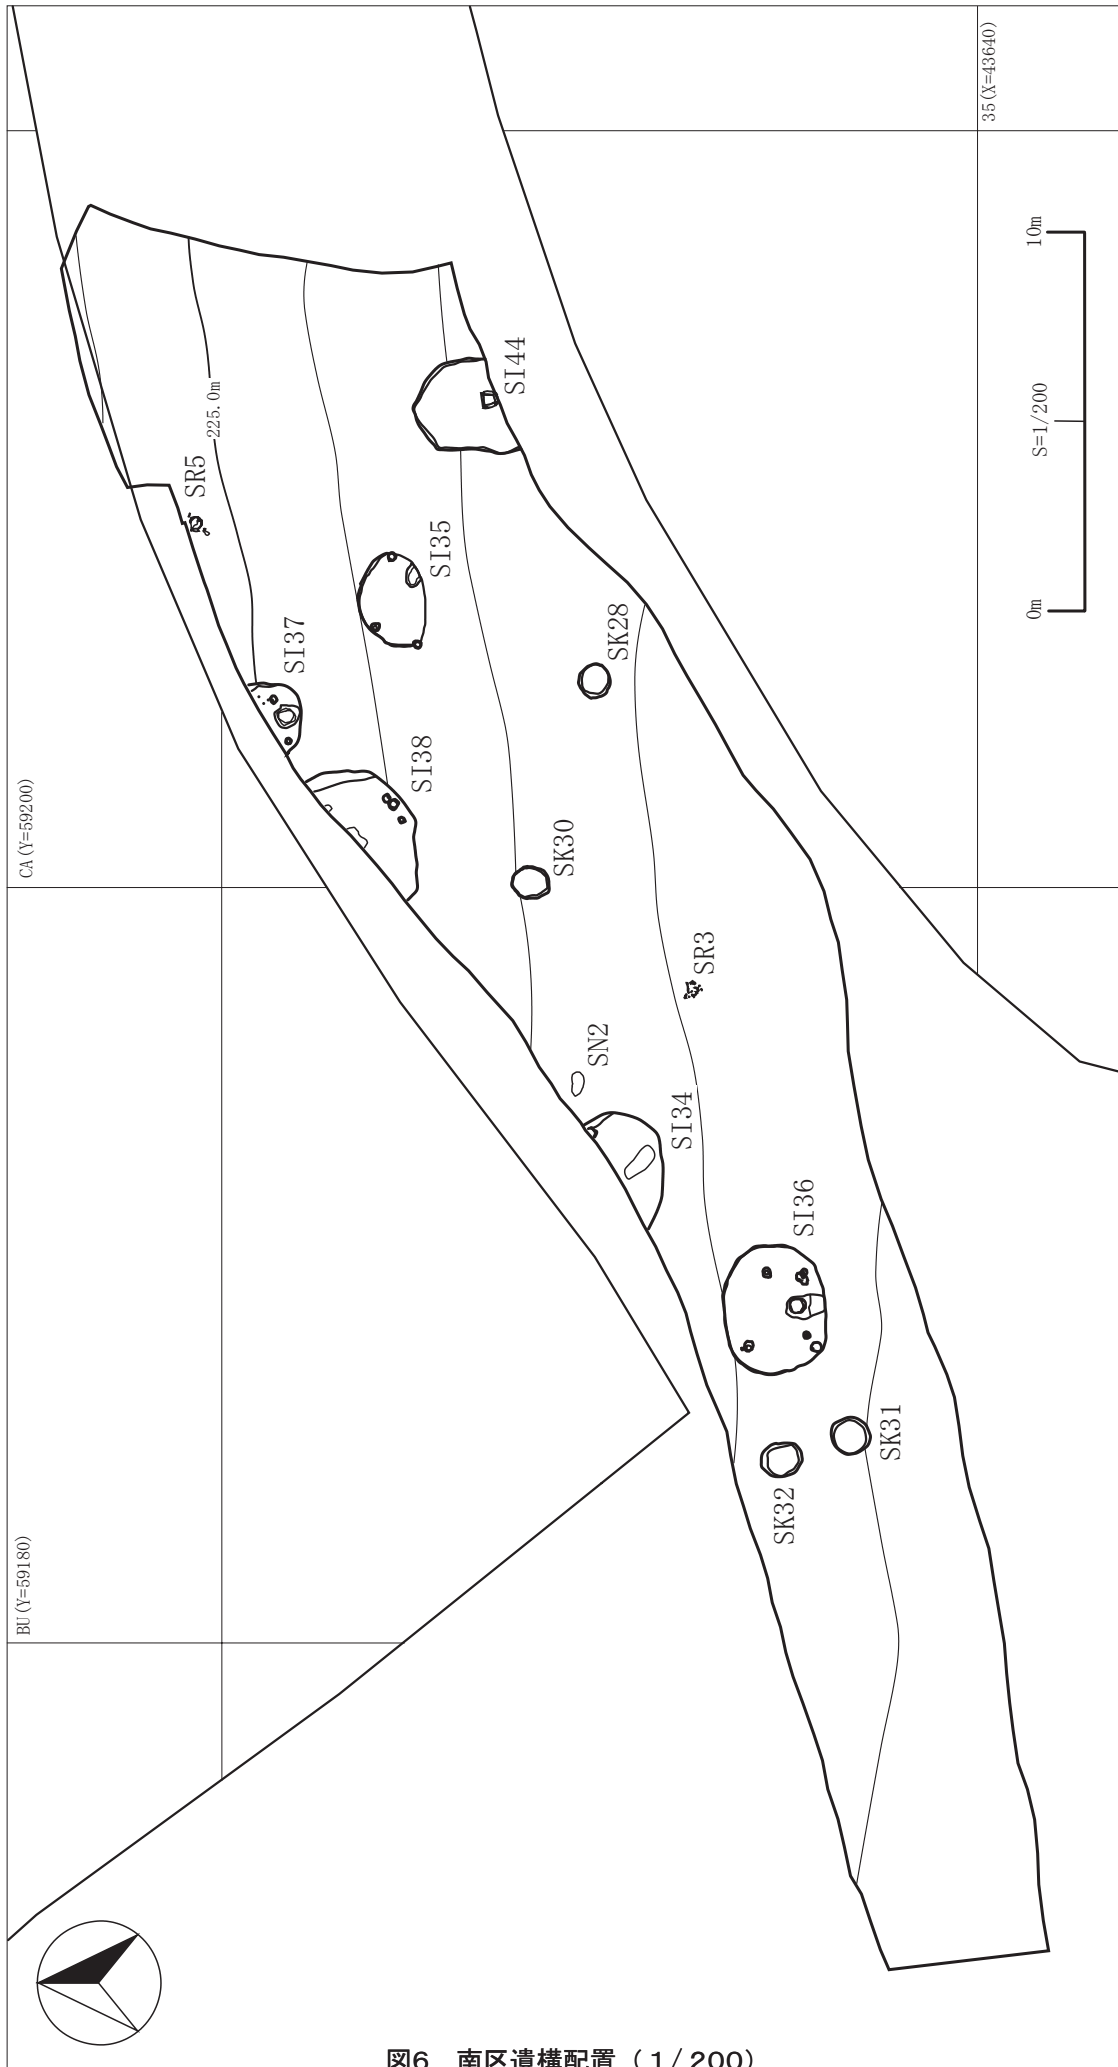 35(X=43640)
10m
S=1/200
0m
SI44
225.0m
SR5
SI35
SI37
SK28
SI38
CA(Y=59200)
SK30
SR3
SN2
SI34
SI36
SK31
SK32
BU(Y=59180)
図6　南区遺構配置（1/200）